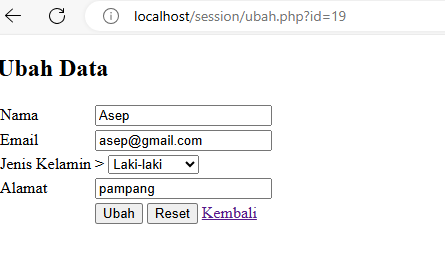 localhost/session/ubah.php?id=19
Ubah Data
Nama Asep
Email asep@gmail.com
Jenis Kelamin > Laki-laki
Alamat pampang
Ubah Reset Kembali